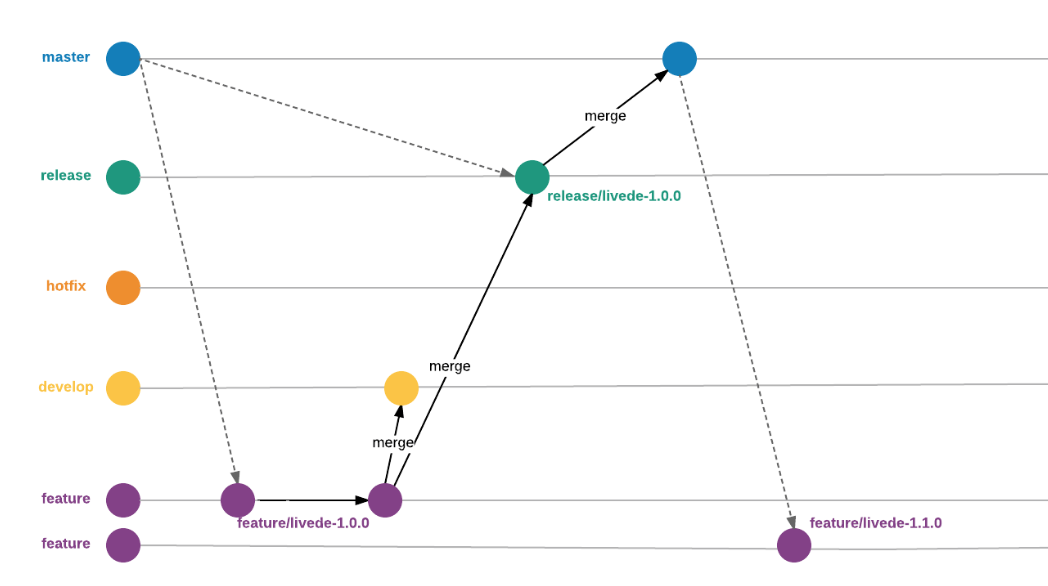 master
merge
release
release/livede-1.0.0
hotfix
merge
develop
merge
feature
feature/livede-1.0.0
feature/livede-1.1.0
feature